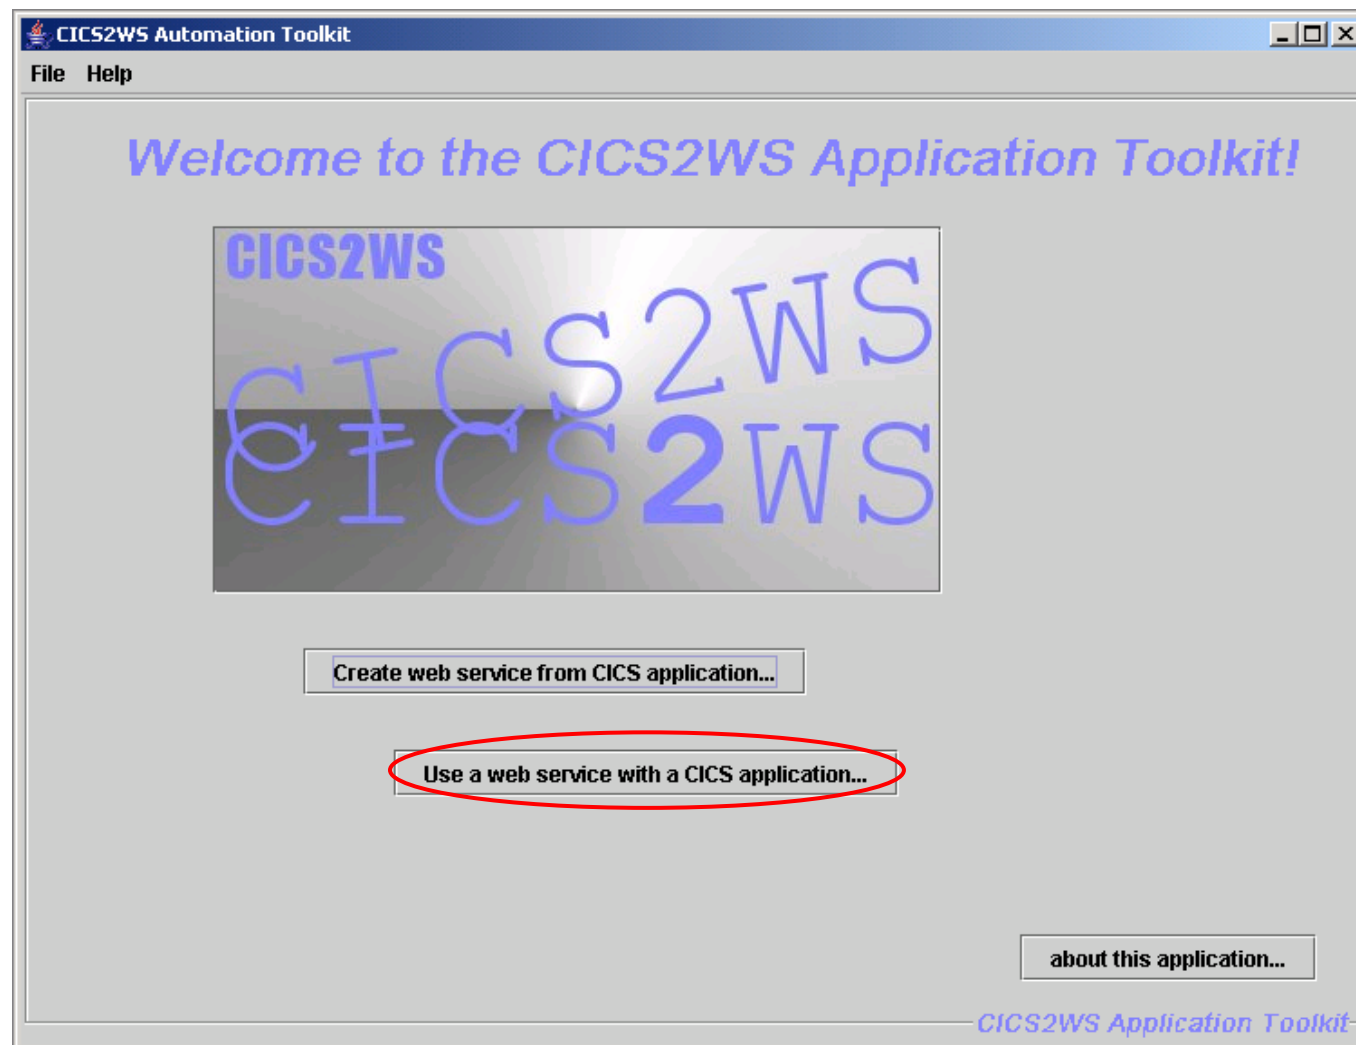 CICS2WS Automation Toolkit
File Help
Welcome to the CICS2WS Application Toolkit!
CICS2WS
CICS2WS
CICS2WS
Create web service from CICS application...
Use a web service with a CICS application...
about this application...
CICS2WS Application Toolkit